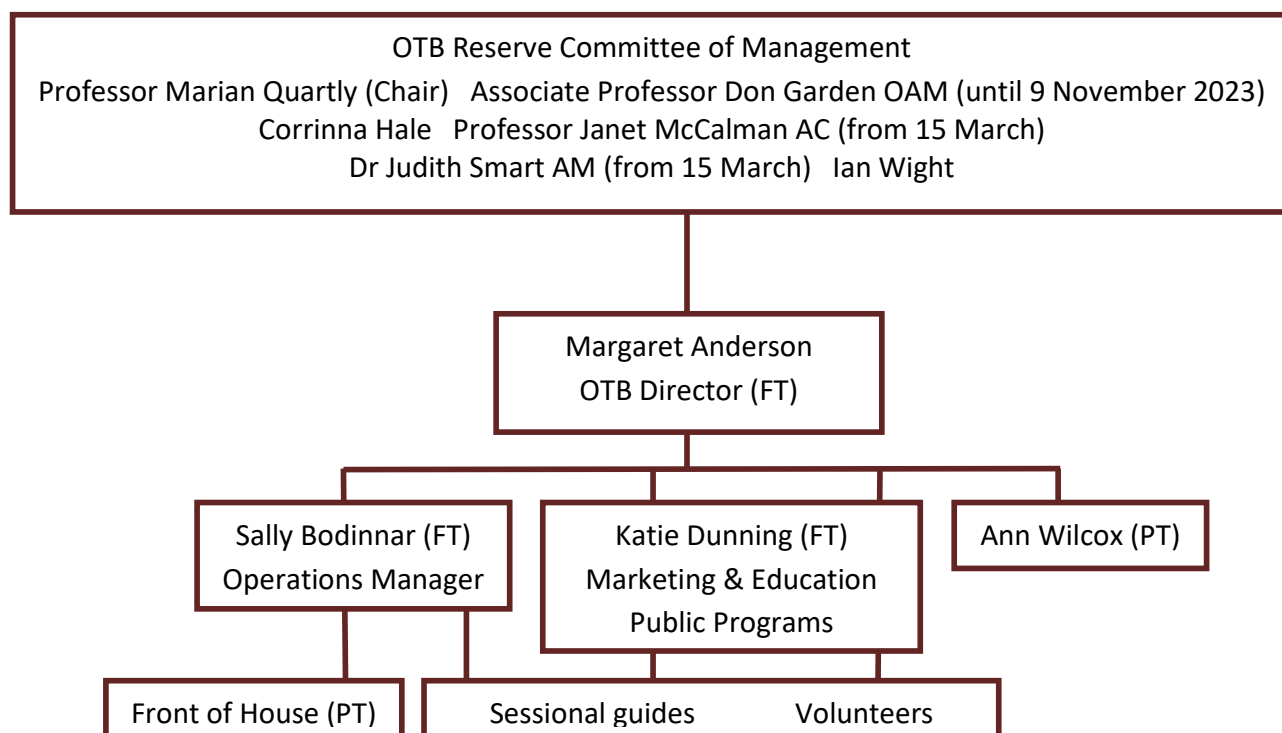 OTB Reserve Committee of Management
Professor Marian Quartly (Chair) Associate Professor Don Garden OAM (until 9 November 2023)
Corrinna Hale Professor Janet McCalman AC (from 15 March)
Dr Judith Smart AM (from 15 March) Ian Wight
Margaret Anderson
OTB Director (FT)
Sally Bodinnar (FT)
Operations Manager
Katie Dunning (FT)
Marketing & Education
Public Programs
Ann Wilcox (PT)
Front of House (PT)
Sessional guides Volunteers